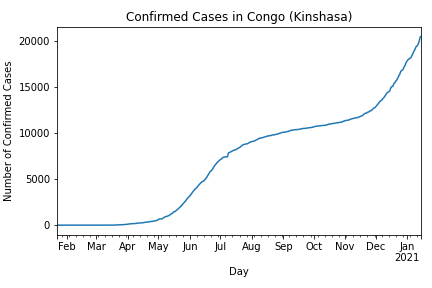 Confirmed Cases in Congo (Kinshasa)
20000
15000
10000
5000
0
Number of Confirmed Cases
Feb Mar Apr May Jun Jul Aug Sep Oct Nov Dec Jan
2021
Day